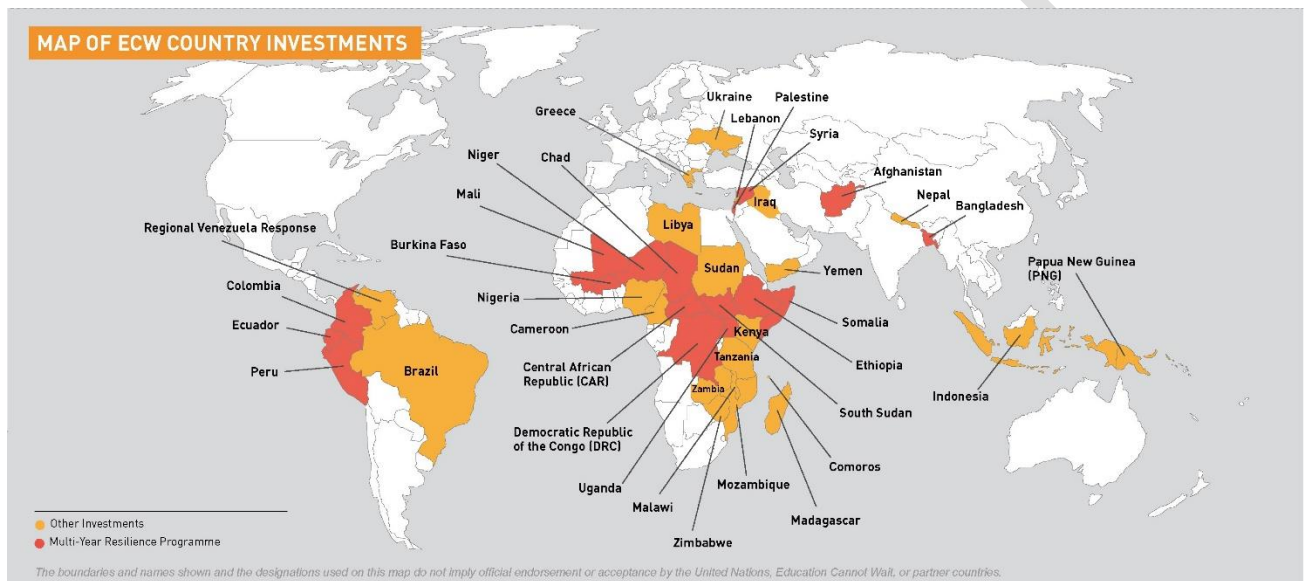 MAP OF ECW COUNTRY INVESTMENTS
Ukraine
Palestine
Greece
Lebanon
Syria
Niger
Chad
Afghanistan
Mali
Nepal
Iraq
Bangladesh
Regional Venezuela Response
Libya
Burkina Faso
Papua New Guinea
(PNG)
Sudan
Yemen
Colombia
Nigeria
Somalia
Ecuador
Cameroon
Kenya
Tanzania
Ethiopia
Central African
Republic (CAR)
Peru
Brazil
Zambia
Indonesia
South Sudan
Democratic Republic
of the Congo (DRC)
Comoros
Uganda
Mozambique
Malawi
Madagascar
Zimbabwe
Other Investments
Multi-Year Resilience Programme
The boundaries and names shown and the designations used on this map do not imply official endorsement or acceptance by the United Nations, Education Cannot Wait, or partner countries.